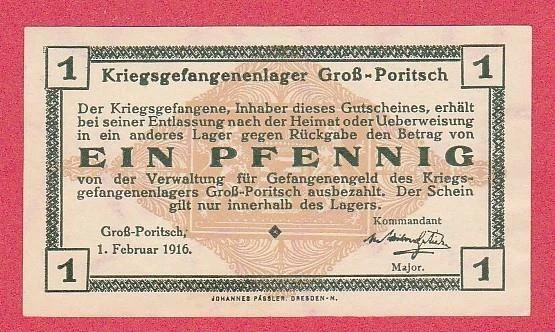 1 1
Kriegsgefangenenlager Groß-Poritsch
Der Kriegsgefangene, Inhaber dieses Gutscheines, erhält
bei seiner Entlassung nach der Heimat oder Ueberweisung
in ein anderes Lager gegen Rückgabe den Betrag von
EIN PFENNIG
von der Verwaltung für Gefangenengeld des Kriegs-
gefangenenlagers Groß-Poritsch ausbezahlt. Der Schein
gilt nur innerhalb des Lagers.
Kommandant
Groß-Poritsch,
1. Februar 1916.
Major.
1 1
JOHANNES PÄSSLER, DRESDEN-N.